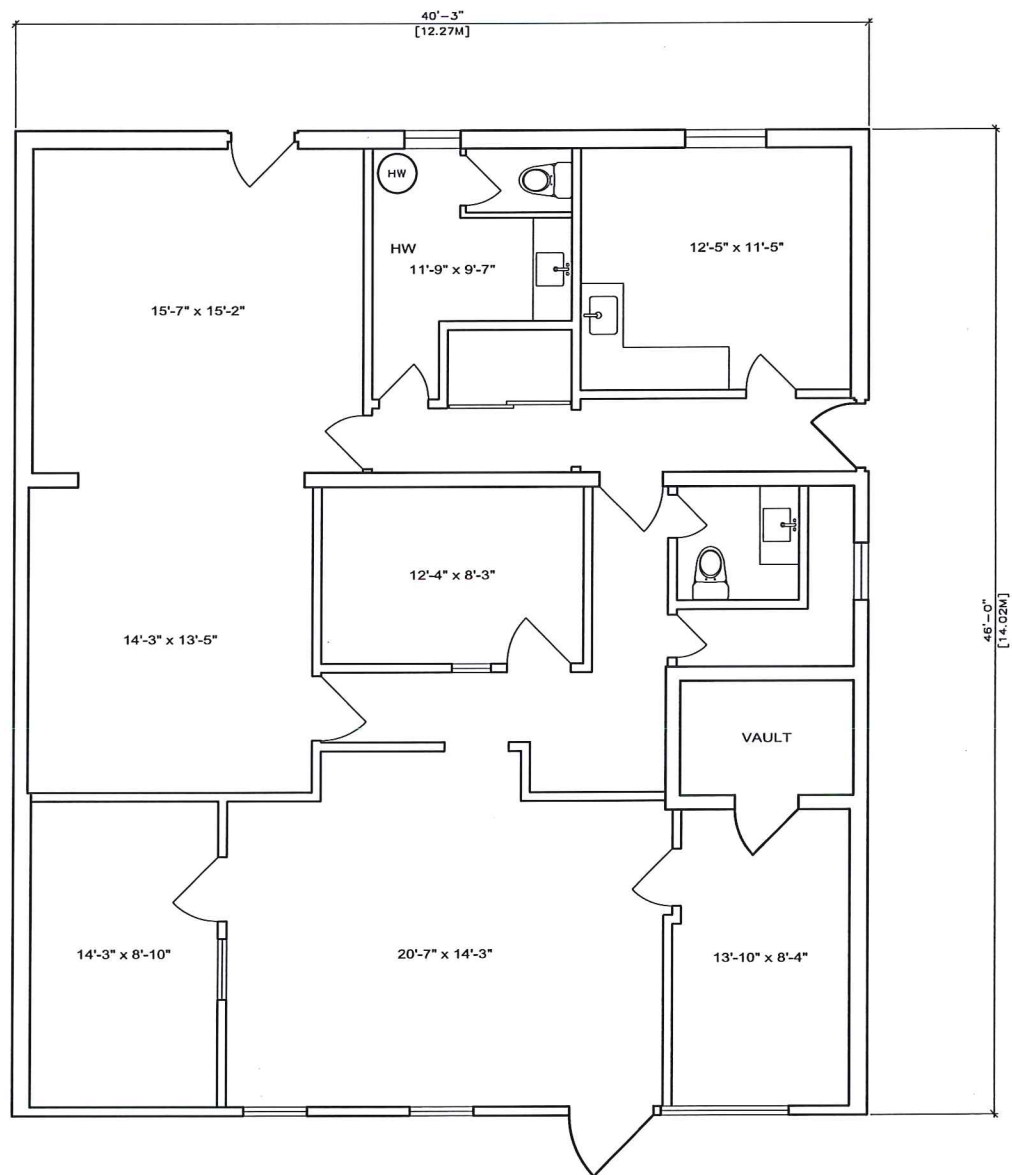 40'-3"
[12.27M]
HW
HW
11'-9" x 9'-7"
12'-5" x 11'-5"
15'-7" x 15'-2"
12'-4" x 8'-3"
46'-0"
[14.02M]
14'-3" x 13'-5"
VAULT
14'-3" x 8'-10"
20'-7" x 14'-3"
13'-10" x 8'-4"